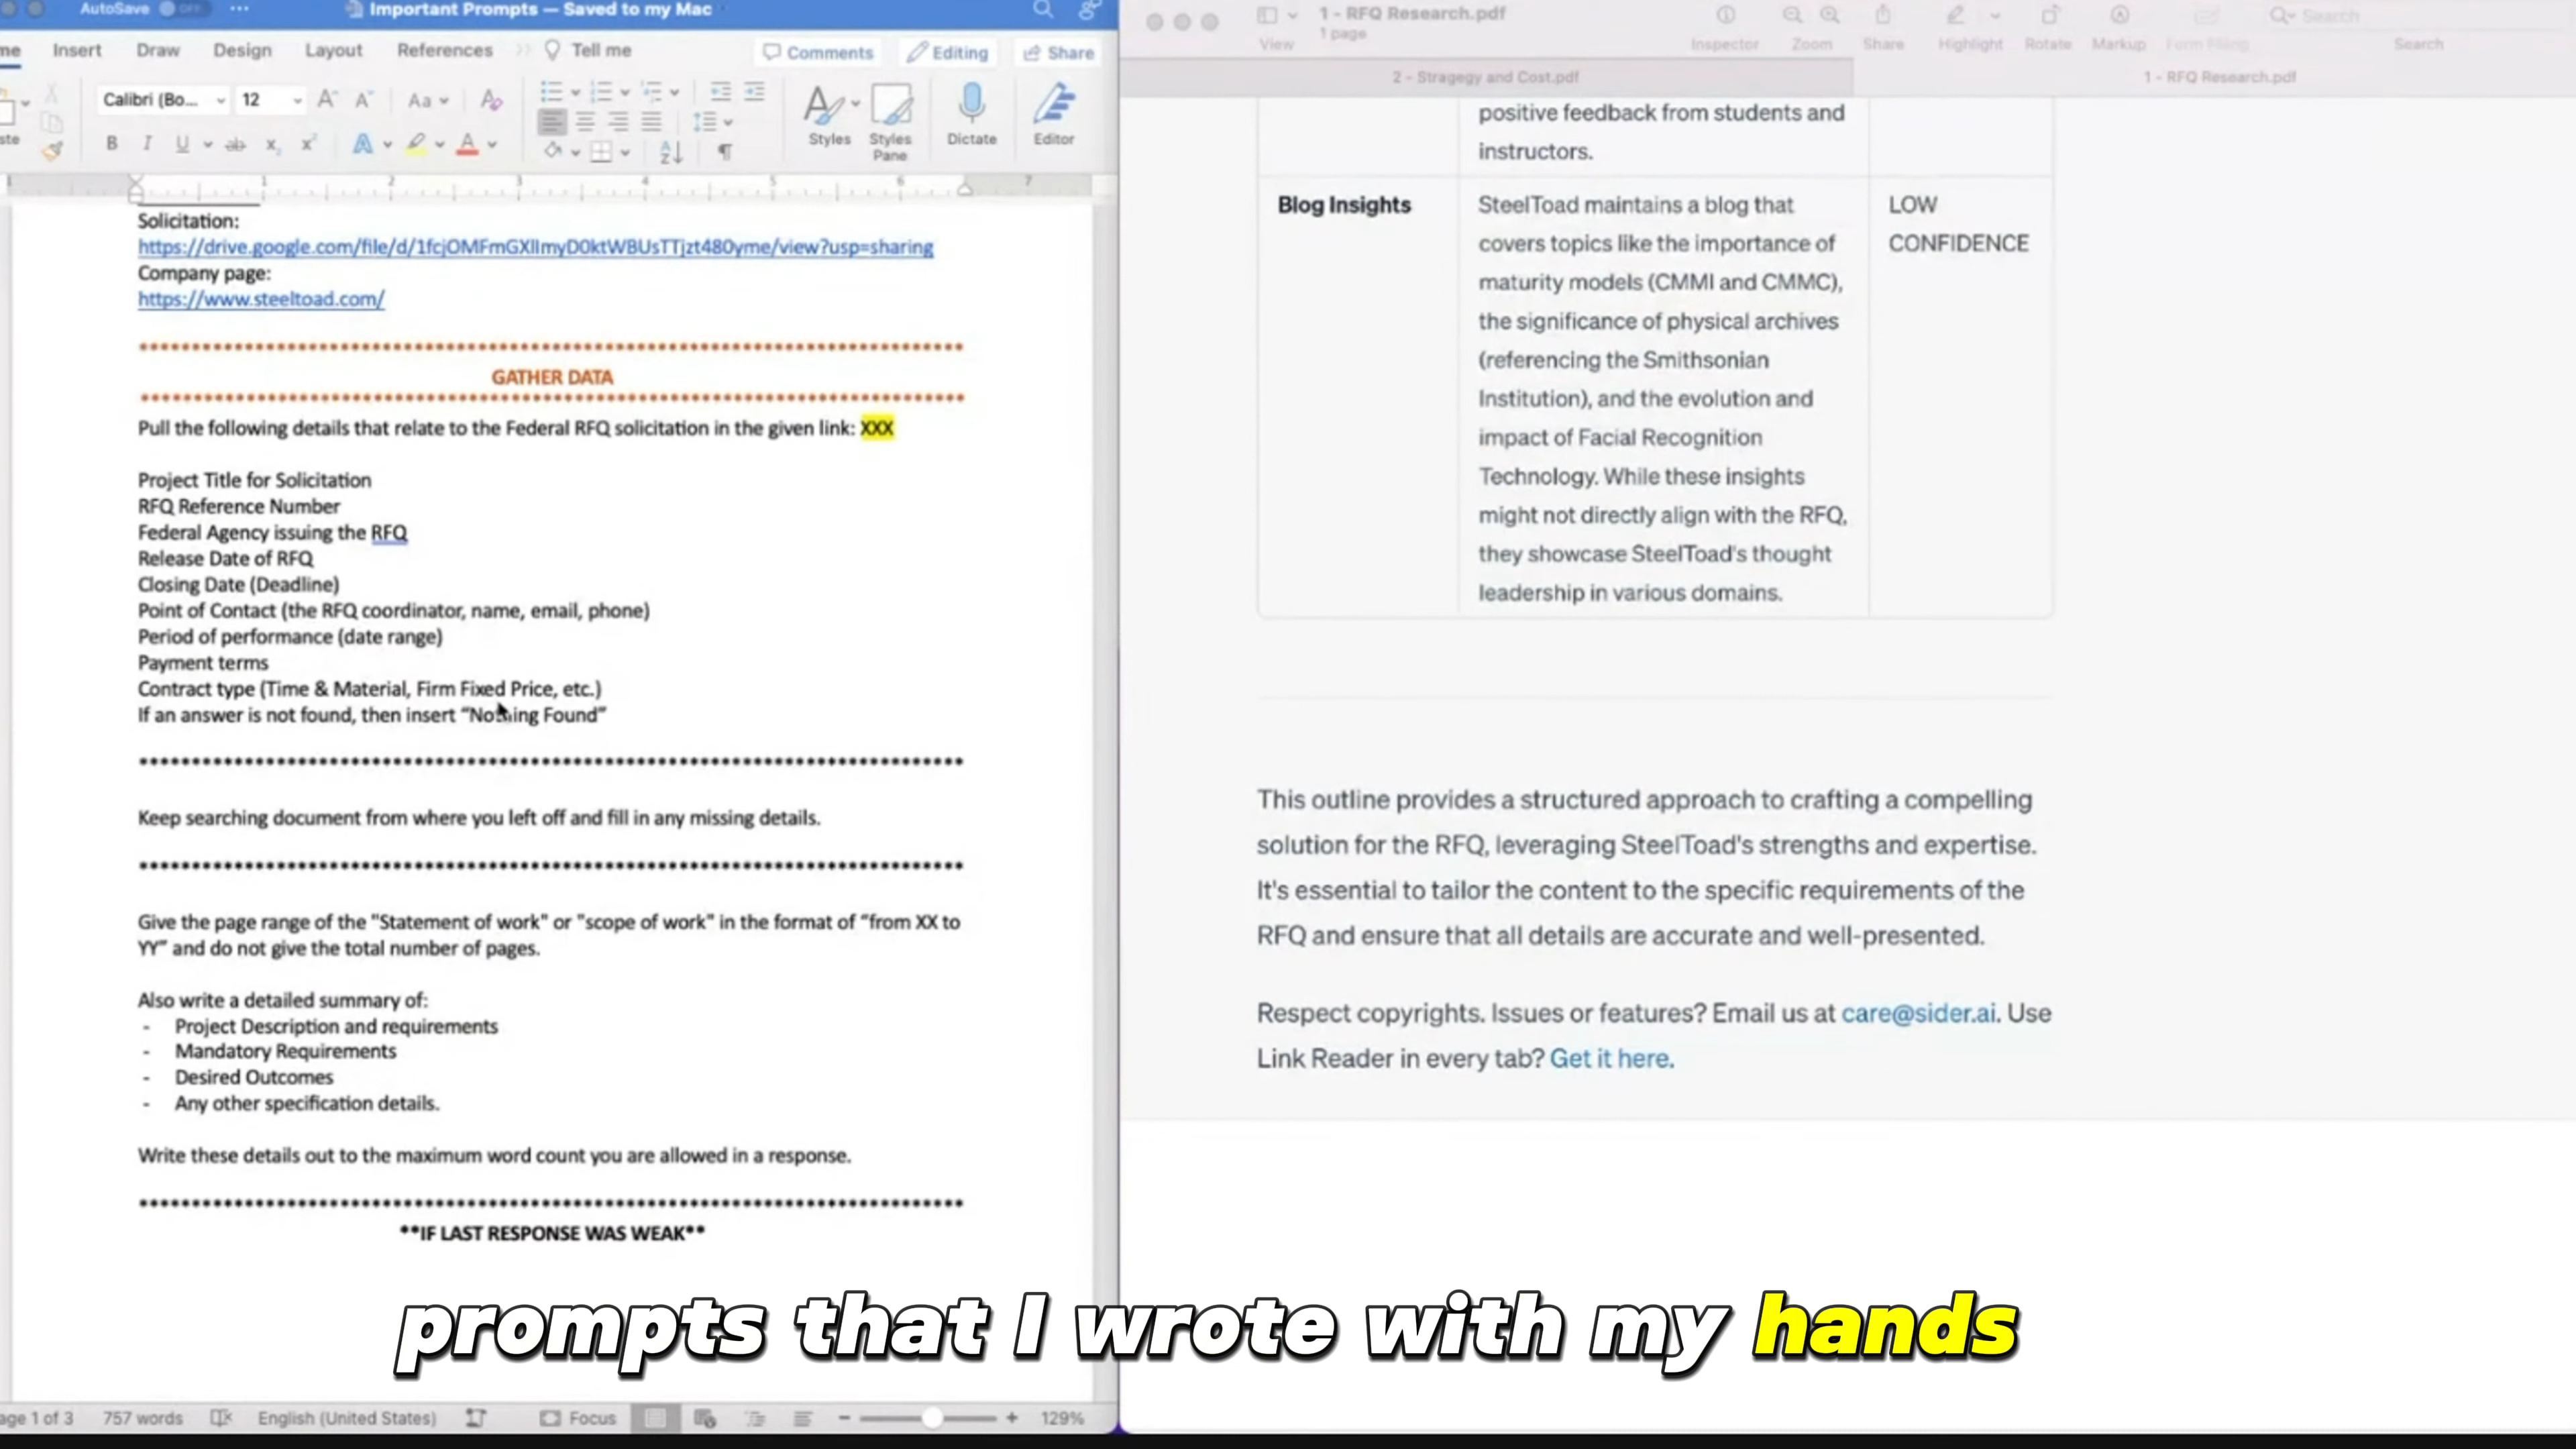 AutoSave OFF ... Important Prompts — Saved to my Mac
Insert Draw Design Layout References Tell me Comments Editing Share
Calibri (Bo... 12
Styles Styles Pane Dictate Editor
1 2 3 4 5 6 7
Solicitation:
https://drive.google.com/file/d/1fcjOMFmGXIImyD0ktWBUsTTjzt480yme/view?usp=sharing
Company page:
https://www.steeltoad.com/
GATHER DATA
Pull the following details that relate to the Federal RFQ solicitation in the given link: XXX
Project Title for Solicitation
RFQ Reference Number
Federal Agency issuing the RFQ
Release Date of RFQ
Closing Date (Deadline)
Point of Contact (the RFQ coordinator, name, email, phone)
Period of performance (date range)
Payment terms
Contract type (Time & Material, Firm Fixed Price, etc.)
If an answer is not found, then insert “Nothing Found”
Keep searching document from where you left off and fill in any missing details.
Give the page range of the "Statement of work" or "scope of work" in the format of “from XX to
YY” and do not give the total number of pages.
Also write a detailed summary of:
- Project Description and requirements
- Mandatory Requirements
- Desired Outcomes
- Any other specification details.
Write these details out to the maximum word count you are allowed in a response.
**IF LAST RESPONSE WAS WEAK**
age 1 of 3 757 words English (United States) Focus 129%
1 - RFQ Research.pdf
1 page
View Inspector Zoom Share Highlight Rotate Markup Form Filling Search
Search
2 - Stragegy and Cost.pdf 1 - RFQ Research.pdf
positive feedback from students and
instructors.
Blog Insights SteelToad maintains a blog that LOW
covers topics like the importance of CONFIDENCE
maturity models (CMMI and CMMC),
the significance of physical archives
(referencing the Smithsonian
Institution), and the evolution and
impact of Facial Recognition
Technology. While these insights
might not directly align with the RFQ,
they showcase SteelToad's thought
leadership in various domains.
This outline provides a structured approach to crafting a compelling
solution for the RFQ, leveraging SteelToad's strengths and expertise.
It's essential to tailor the content to the specific requirements of the
RFQ and ensure that all details are accurate and well-presented.
Respect copyrights. Issues or features? Email us at care@sider.ai. Use
Link Reader in every tab? Get it here.
prompts that I wrote with my hands